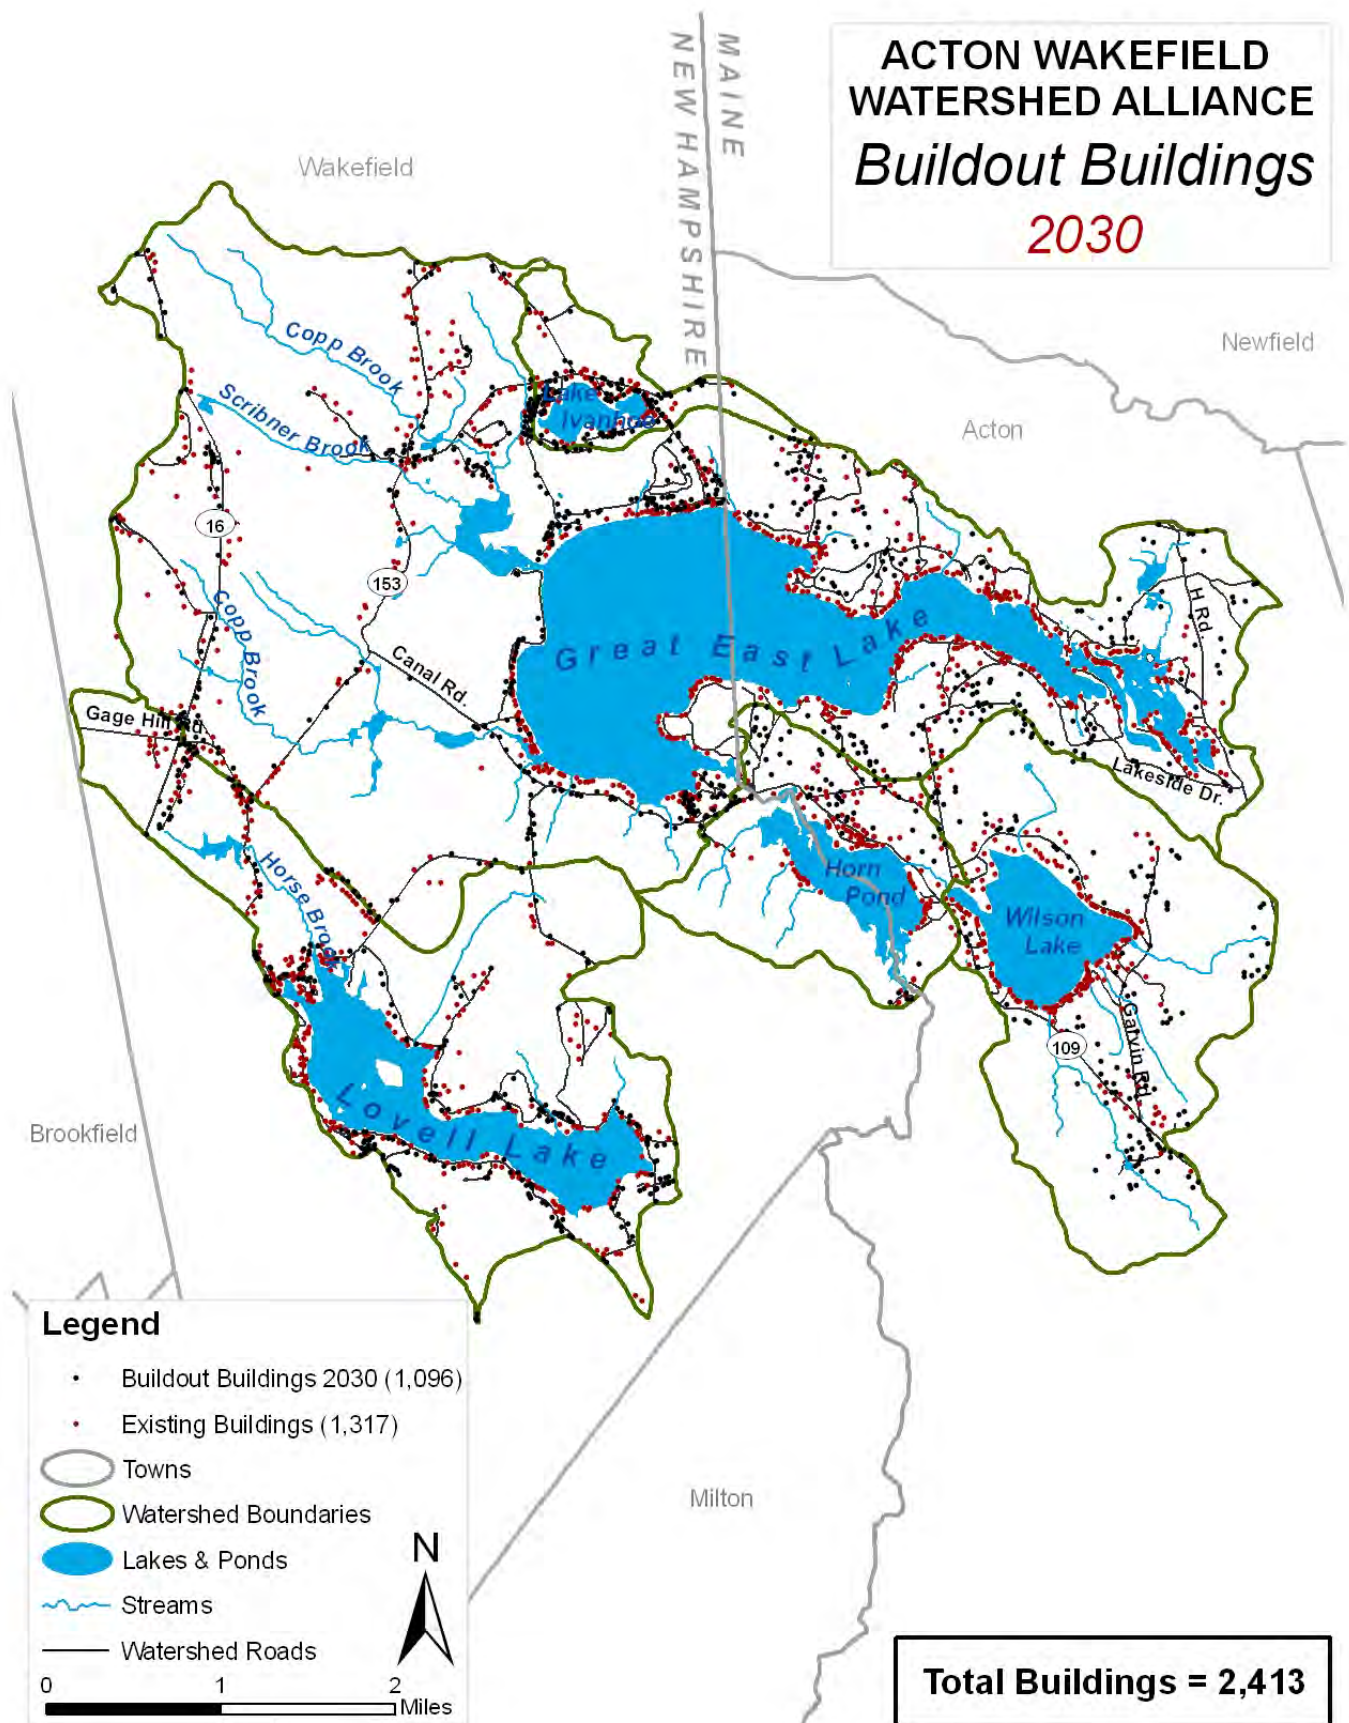 ACTON WAKEFIELD
WATERSHED ALLIANCE
Buildout Buildings
2030
MAINE
NEW HAMPSHIRE
Wakefield
Newfield
Acton
Copp Brook
Scribner Brook
Lake
Ivanhoe
16
153
H Rd
Great East Lake
Copp Brook
Canal Rd.
Gage Hill Rd
Lakeside Dr.
Horse Brook
Horn
Pond
Wilson
Lake
Garvin Rd
109
Lovell Lake
Brookfield
Milton
Legend
Buildout Buildings 2030 (1,096)
Existing Buildings (1,317)
Towns
Watershed Boundaries
Lakes & Ponds
Streams
Watershed Roads
N
0 1 2
Miles
Total Buildings = 2,413